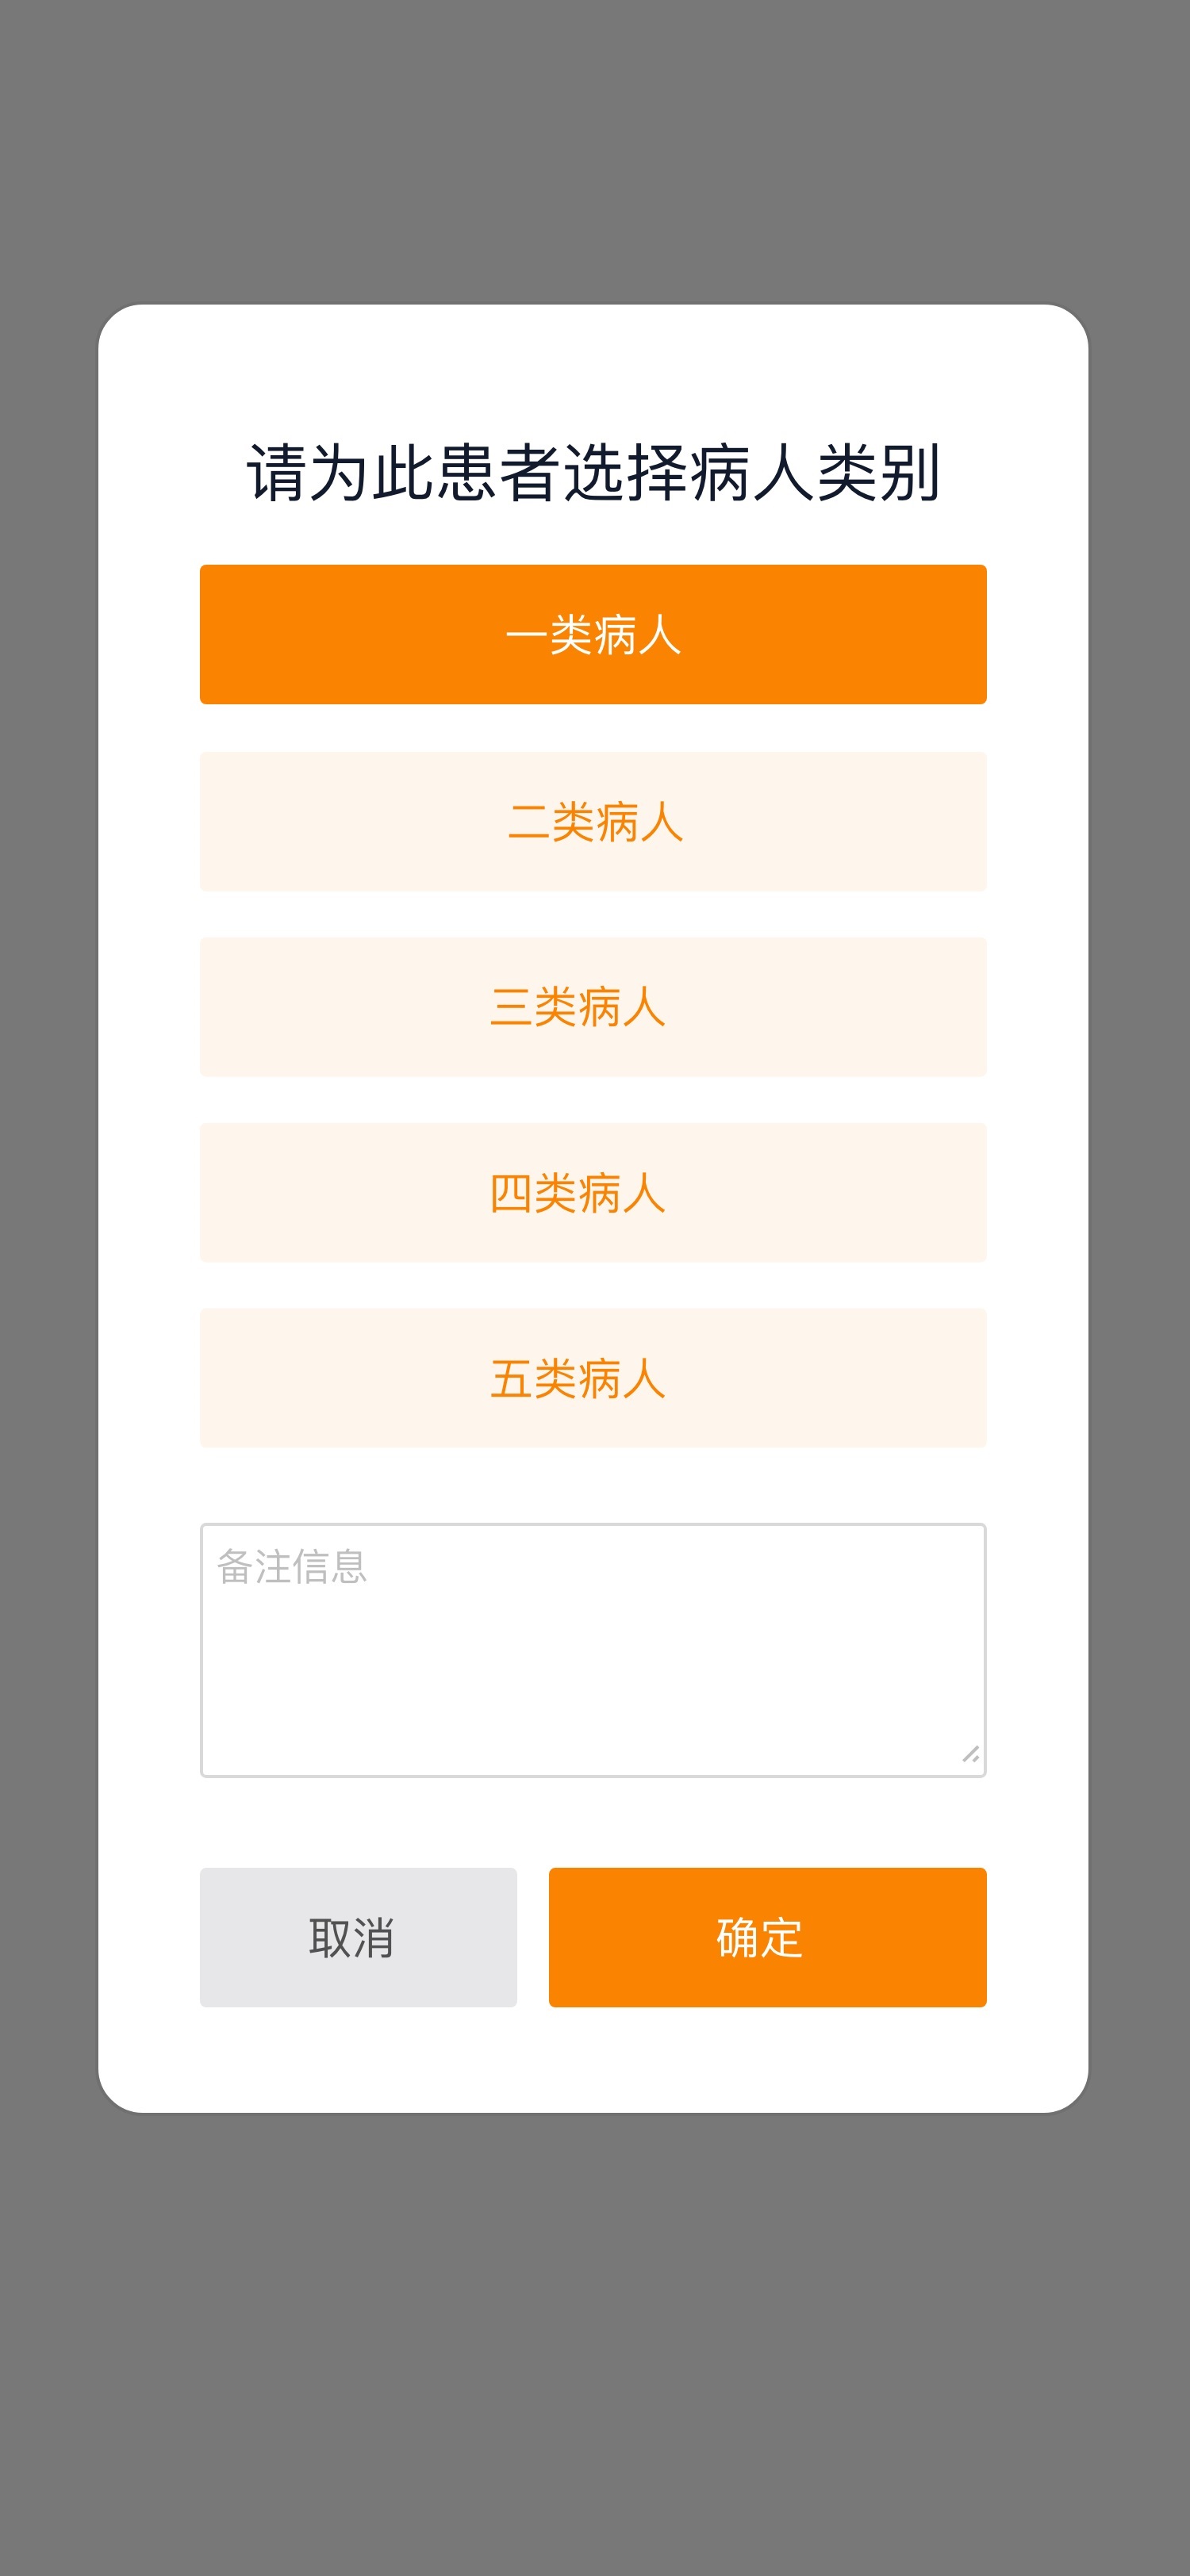 请为此患者选择病人类别
一类病人
二类病人
三类病人
四类病人
五类病人
备注信息
取消
确定